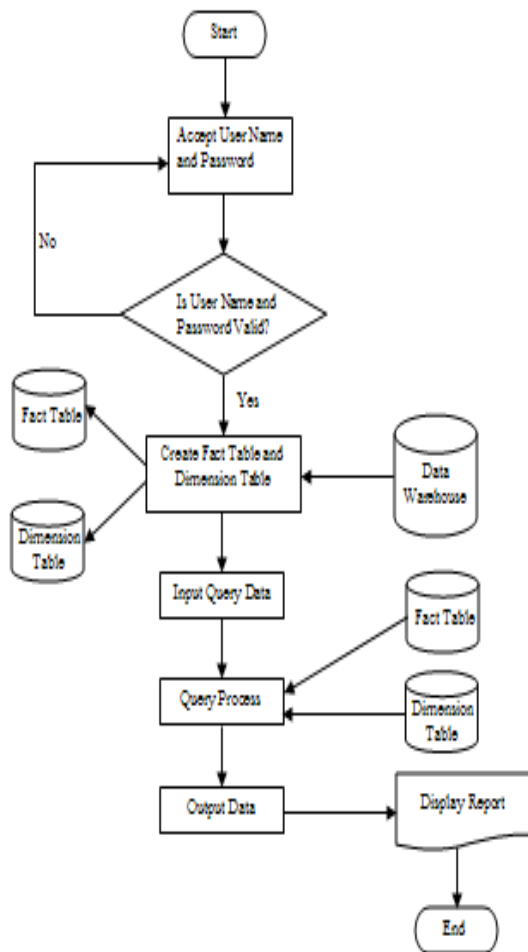 Start
Accept User Name
and Password
No
Is User Name and
Password Valid?
Yes
Fact Table
Create Fact Table and
Dimension Table
Data
Warehouse
Dimension
Table
Input Query Data
Fact Table
Query Process
Dimension
Table
Output Data
Display Report
End